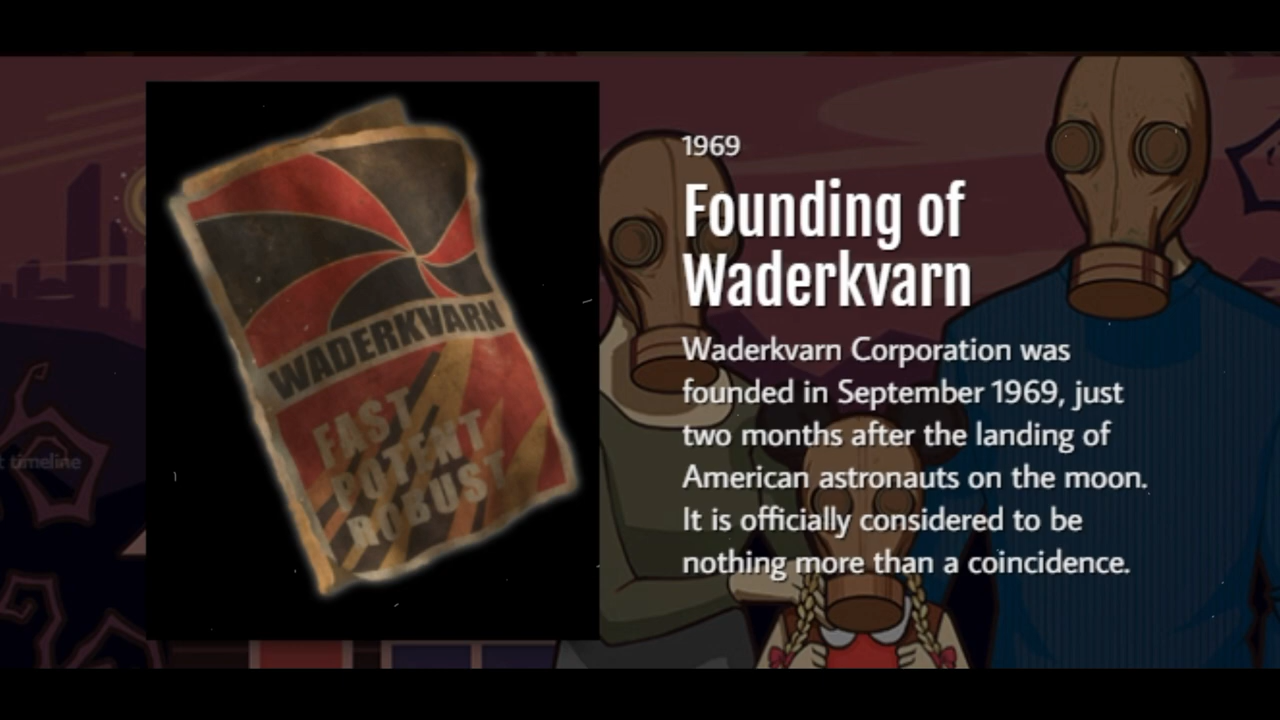 WADERKVARN
FAST
POTENT
ROBUST
1969
Founding of
Waderkvarn
Waderkvarn Corporation was
founded in September 1969, just
two months after the landing of
American astronauts on the moon.
It is officially considered to be
nothing more than a coincidence.
t timeline